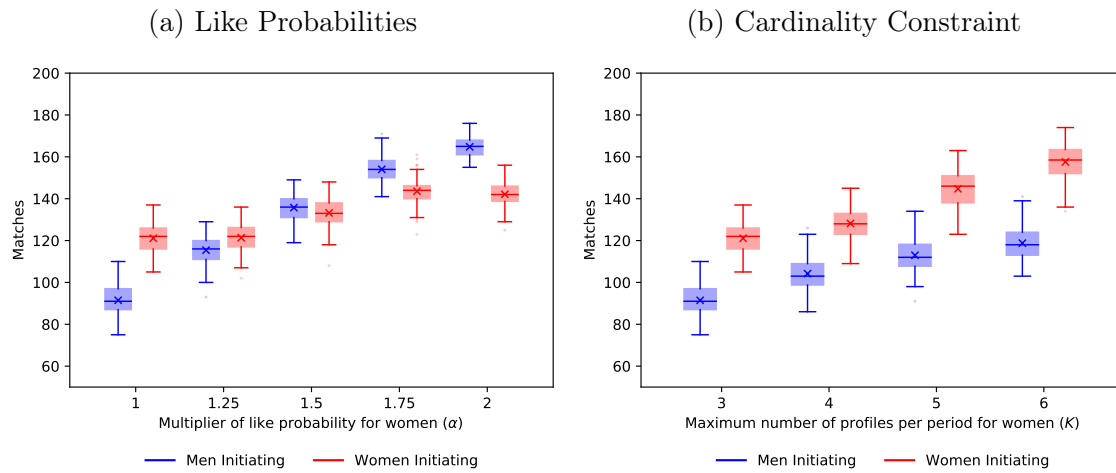 (a) Like Probabilities
200
180
160
140
120
100
80
60
Matches
1 1.25 1.5 1.75 2
Multiplier of like probability for women (α)
Men Initiating Women Initiating
(b) Cardinality Constraint
200
180
160
140
120
100
80
60
Matches
3 4 5 6
Maximum number of profiles per period for women (K)
Men Initiating Women Initiating